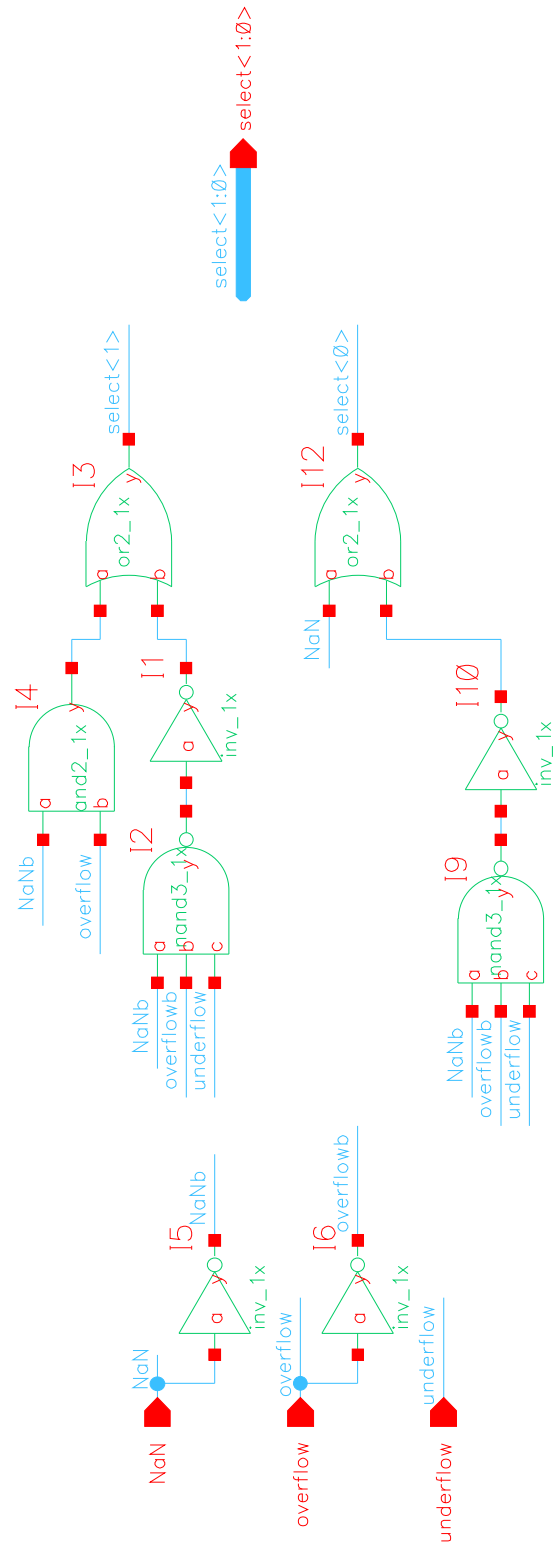 NaN
NaN
I5
a
y
inv_1x
NaNb
overflow
overflow
I6
a
y
inv_1x
overflowb
underflow
underflow
NaNb
overflow
I4
a
b
and2_1x
y
NaNb
overflowb
underflow
I2
a
b
c
nand3_1x
y
I1
a
y
inv_1x
I3
a
b
or2_1x
y
select<1>
NaNb
overflowb
underflow
I9
a
b
c
nand3_1x
y
I10
a
y
inv_1x
NaN
I12
a
b
or2_1x
y
select<0>
select<1:0>
select<1:0>